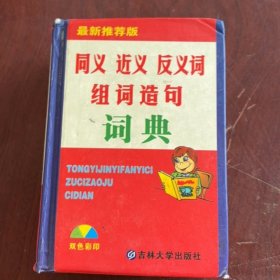 最新推荐版
同义 近义 反义词
组词造句
词典
TONGYIJINYIFANYICI
ZUCIZAOJU
CIDIAN
双色彩印
吉林大学出版社